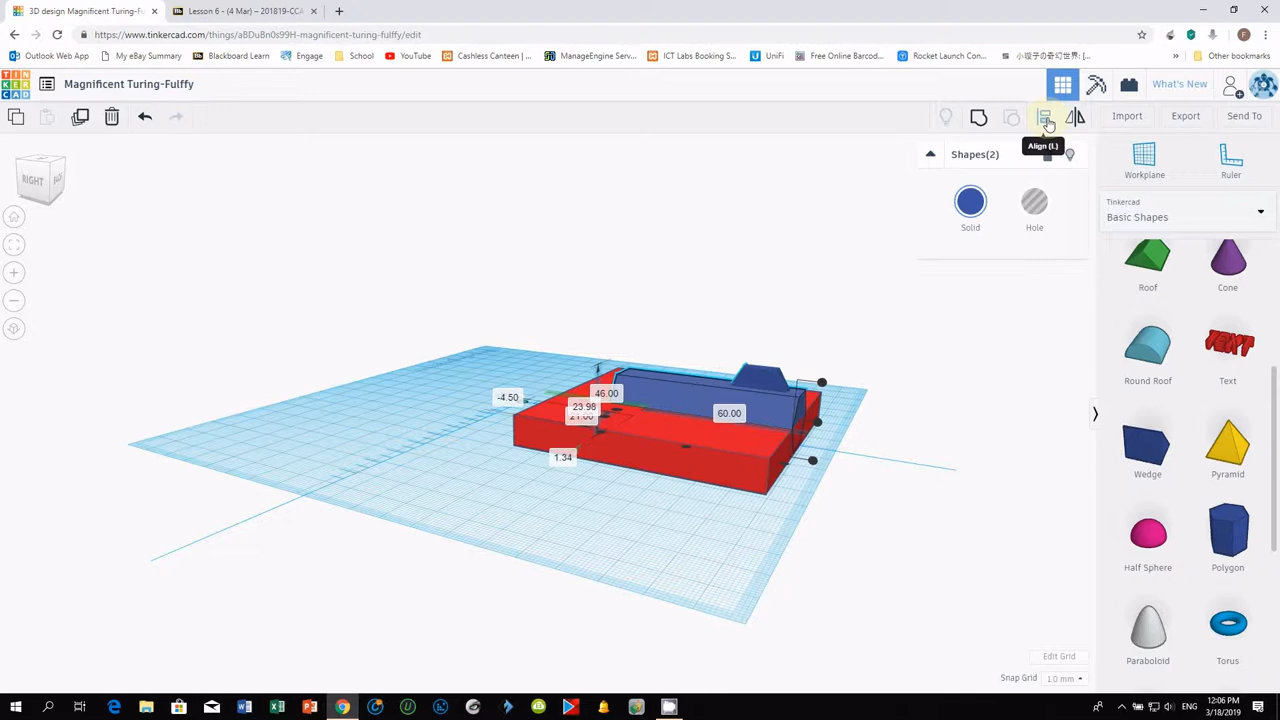 3D design Magnificent Turing-Fu
Lesson 6 - (4 Mar) - 201819-CCA
https://www.tinkercad.com/things/aBDuBn0s99H-magnificent-turing-fulffy/edit
Outlook Web App
My eBay Summary
Blackboard Learn
Engage
School
YouTube
Cashless Canteen |...
ManageEngine Serv...
ICT Labs Booking S...
UniFi
Free Online Barcod...
Rocket Launch Con...
Other bookmarks
TINKERCAD
Magnificent Turing-Fulffy
What's New
Import
Export
Send To
Align (L)
Shapes(2)
Solid
Hole
Workplane
Ruler
Tinkercad
Basic Shapes
RIGHT
Roof
Cone
Round Roof
Text
Wedge
Pyramid
Polygon
Half Sphere
Paraboloid
Torus
-4.50
46.00
23.98
21.00
60.00
1.34
Edit Grid
Snap Grid
1.0 mm
12:06 PM
3/18/2019